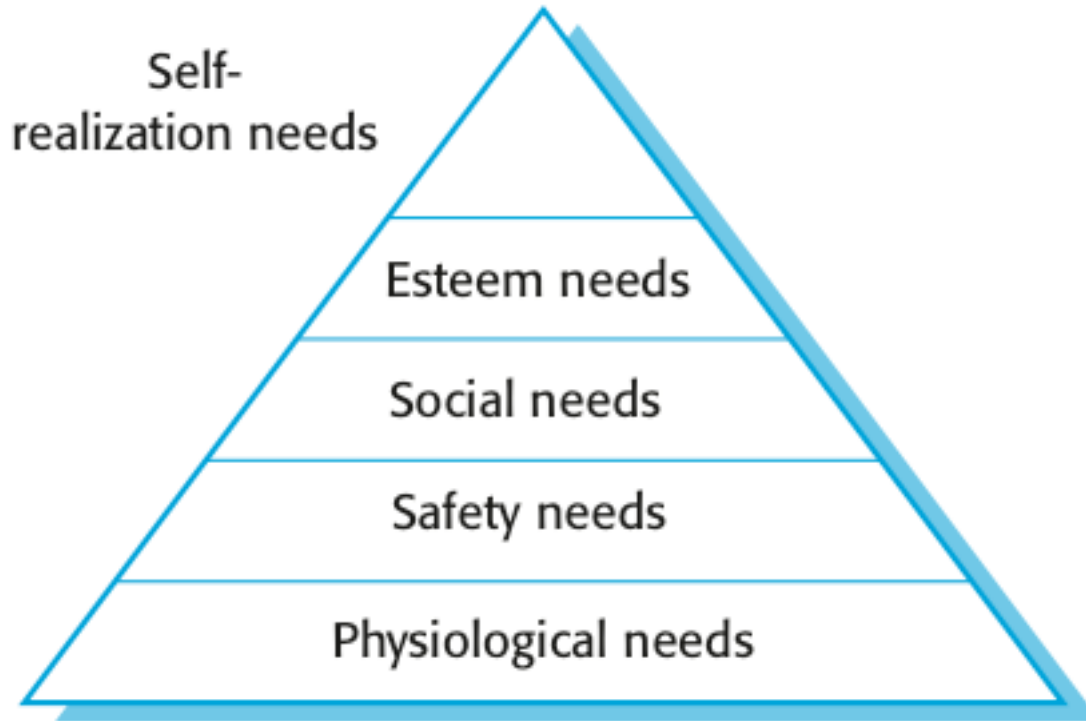 Self-
realization needs
Esteem needs
Social needs
Safety needs
Physiological needs